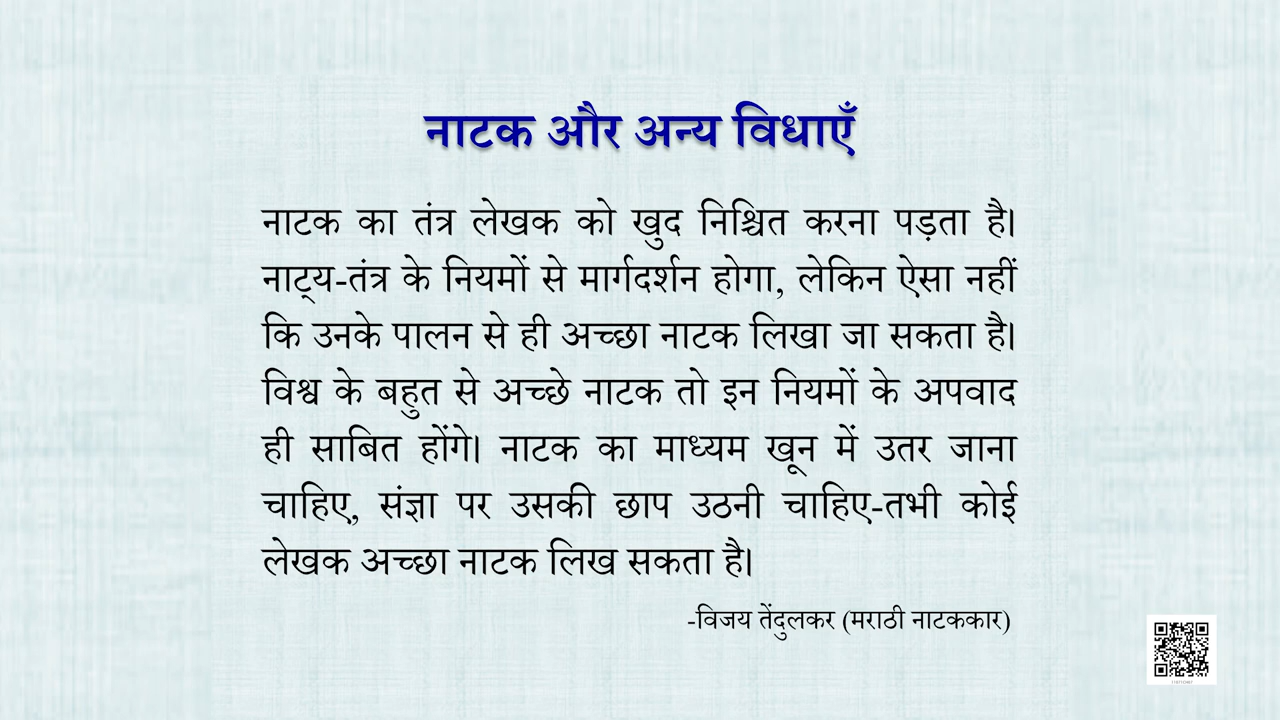 नाटक और अन्य विधाएँ
नाटक का तंत्र लेखक को खुद निश्चित करना पड़ता है।
नाट्‌य-तंत्र के नियमों से मार्गदर्शन होगा, लेकिन ऐसा नहीं
कि उनके पालन से ही अच्छा नाटक लिखा जा सकता है।
विश्व के बहुत से अच्छे नाटक तो इन नियमों के अपवाद
ही साबित होंगे। नाटक का माध्यम खून में उतर जाना
चाहिए, संज्ञा पर उसकी छाप उठनी चाहिए-तभी कोई
लेखक अच्छा नाटक लिख सकता है।
-विजय तेंदुलकर (मराठी नाटककार)